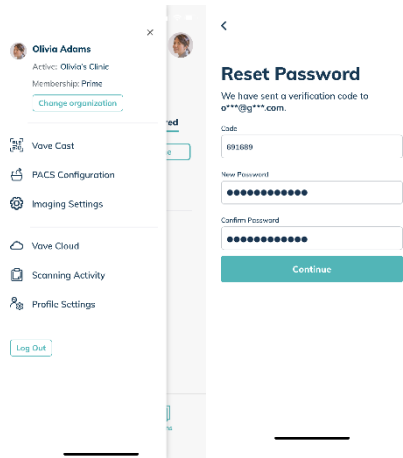 Olivia Adams
Active: Olivia's Clinic
Membership: Prime
Change organization
Vave Cast
PACS Configuration
Imaging Settings
Vave Cloud
Scanning Activity
Profile Settings
Log Out
Reset Password
We have sent a verification code to
o***@g***.com.
Code
691689
New Password
Confirm Password
Continue